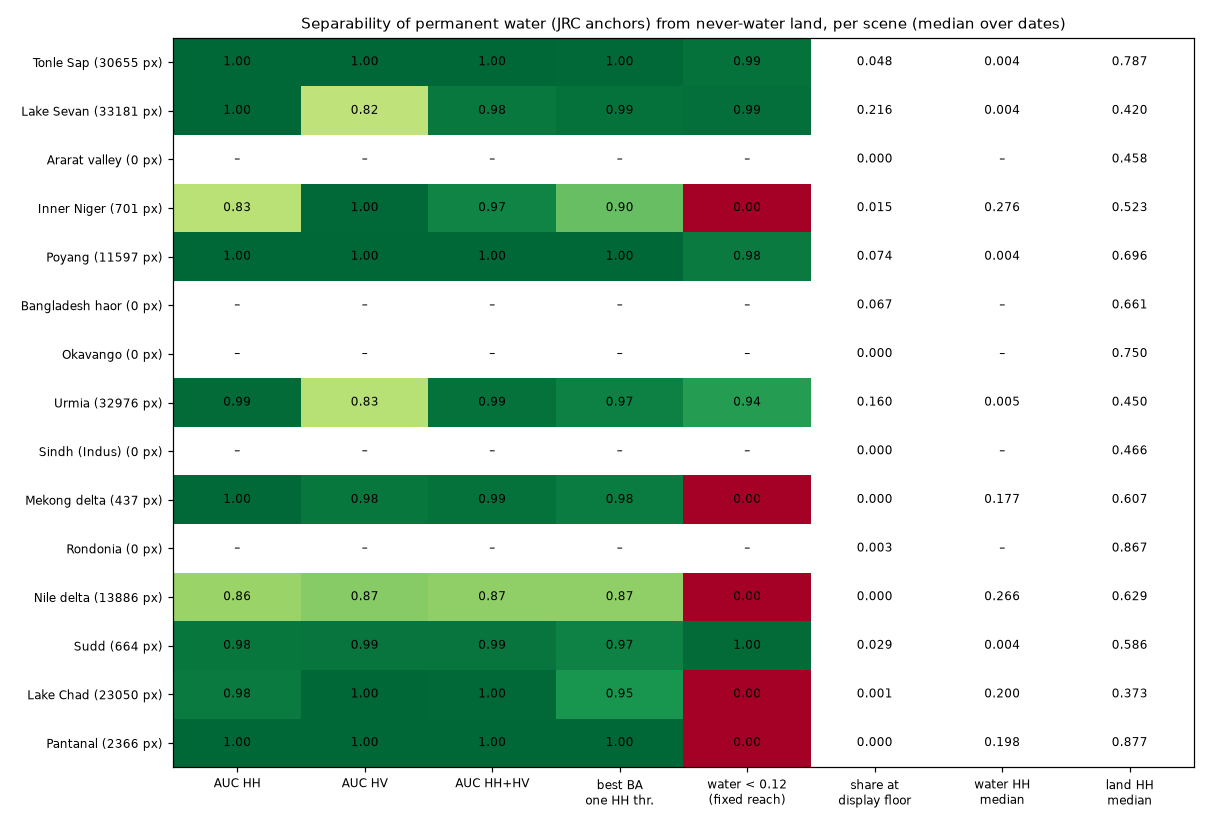 Separability of permanent water (JRC anchors) from never-water land, per scene (median over dates)
Tonle Sap (30655 px) 1.00 1.00 1.00 1.00 0.99 0.048 0.004 0.787
Lake Sevan (33181 px) 1.00 0.82 0.98 0.99 0.99 0.216 0.004 0.420
Ararat valley (0 px) – – – – – 0.000 – 0.458
Inner Niger (701 px) 0.83 1.00 0.97 0.90 0.00 0.015 0.276 0.523
Poyang (11597 px) 1.00 1.00 1.00 1.00 0.98 0.074 0.004 0.696
Bangladesh haor (0 px) – – – – – 0.067 – 0.661
Okavango (0 px) – – – – – 0.000 – 0.750
Urmia (32976 px) 0.99 0.83 0.99 0.97 0.94 0.160 0.005 0.450
Sindh (Indus) (0 px) – – – – – 0.000 – 0.466
Mekong delta (437 px) 1.00 0.98 0.99 0.98 0.00 0.000 0.177 0.607
Rondonia (0 px) – – – – – 0.003 – 0.867
Nile delta (13886 px) 0.86 0.87 0.87 0.87 0.00 0.000 0.266 0.629
Sudd (664 px) 0.98 0.99 0.99 0.97 1.00 0.029 0.004 0.586
Lake Chad (23050 px) 0.98 1.00 1.00 0.95 0.00 0.001 0.200 0.373
Pantanal (2366 px) 1.00 1.00 1.00 1.00 0.00 0.000 0.198 0.877
AUC HH AUC HV AUC HH+HV best BA water < 0.12 share at water HH land HH
one HH thr. (fixed reach) display floor median median